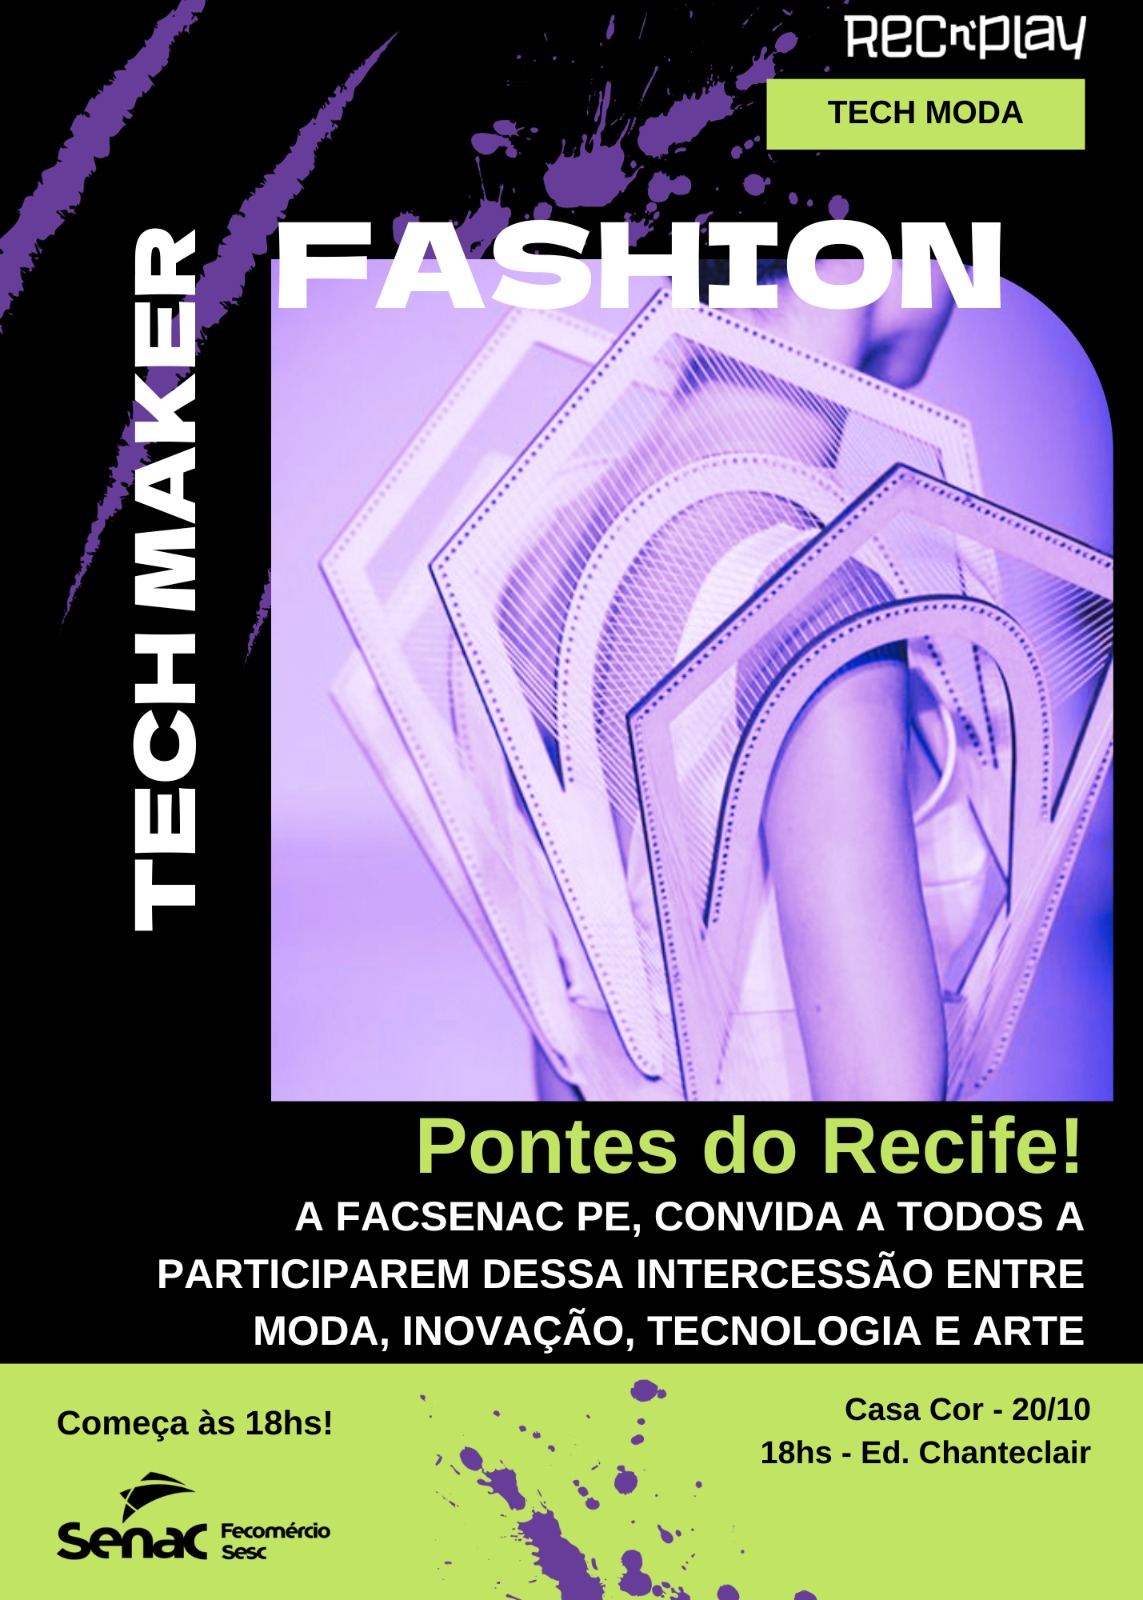 REC'n'Play
TECH MODA
FASHION
TECH MAKER
Pontes do Recife!
A FACSENAC PE, CONVIDA A TODOS A
PARTICIPAREM DESSA INTERCESSÃO ENTRE
MODA, INOVAÇÃO, TECNOLOGIA E ARTE
Começa às 18hs!
Casa Cor - 20/10
18hs - Ed. Chanteclair
Senac
Fecomércio
Sesc